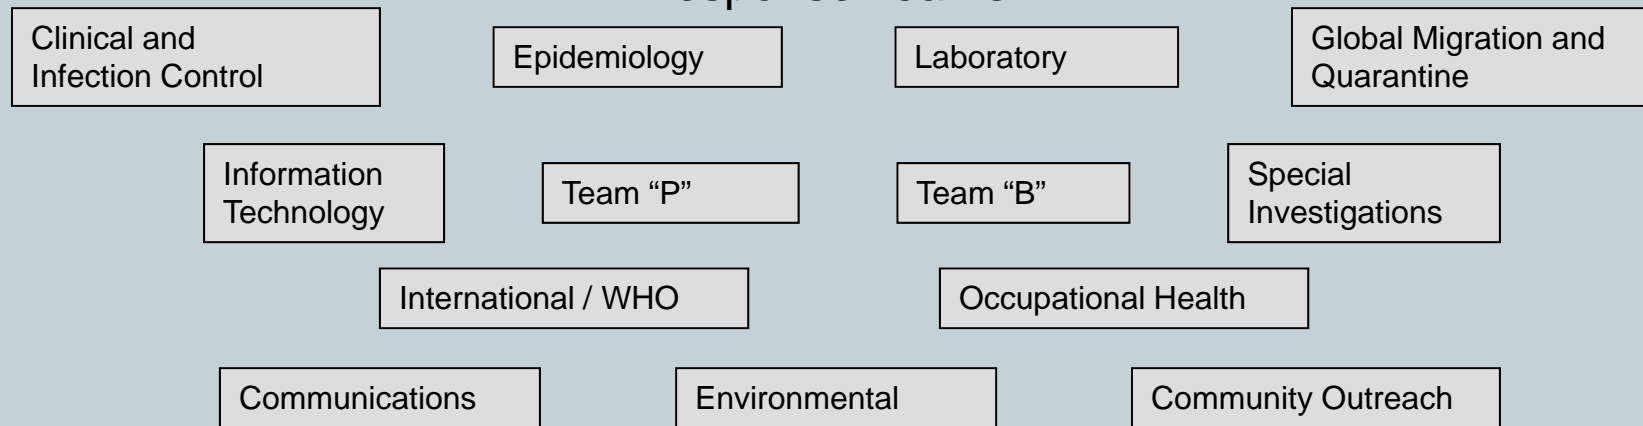 Clinical and
Infection Control
Epidemiology
Laboratory
Global Migration and
Quarantine
Information
Technology
Team “P”
Team “B”
Special
Investigations
International / WHO
Occupational Health
Communications
Environmental
Community Outreach